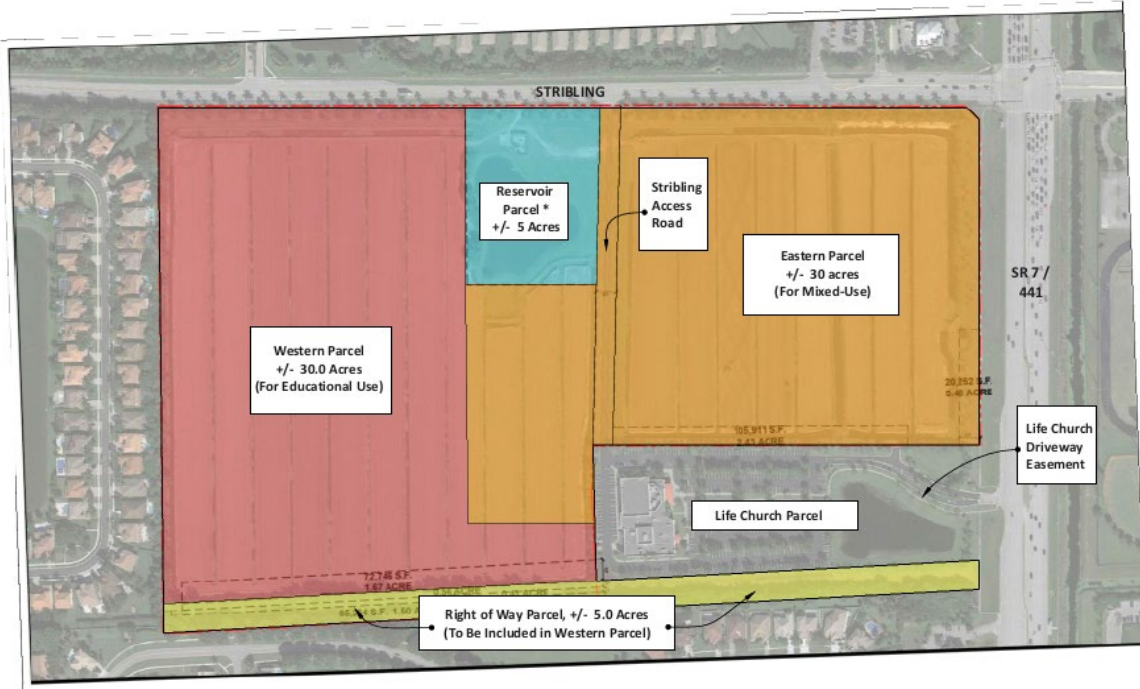 STRIBLING
Reservoir
Parcel *
+/- 5 Acres
Stribling
Access
Road
Eastern Parcel
+/- 30 acres
(For Mixed-Use)
SR 7 /
441
Western Parcel
+/- 30.0 Acres
(For Educational Use)
20,262 S.F.
0.46 ACRE
105,911 S.F.
2.43 ACRE
Life Church
Driveway
Easement
Life Church Parcel
72,746 S.F.
1.67 ACRE
Right of Way Parcel, +/- 5.0 Acres
(To Be Included in Western Parcel)